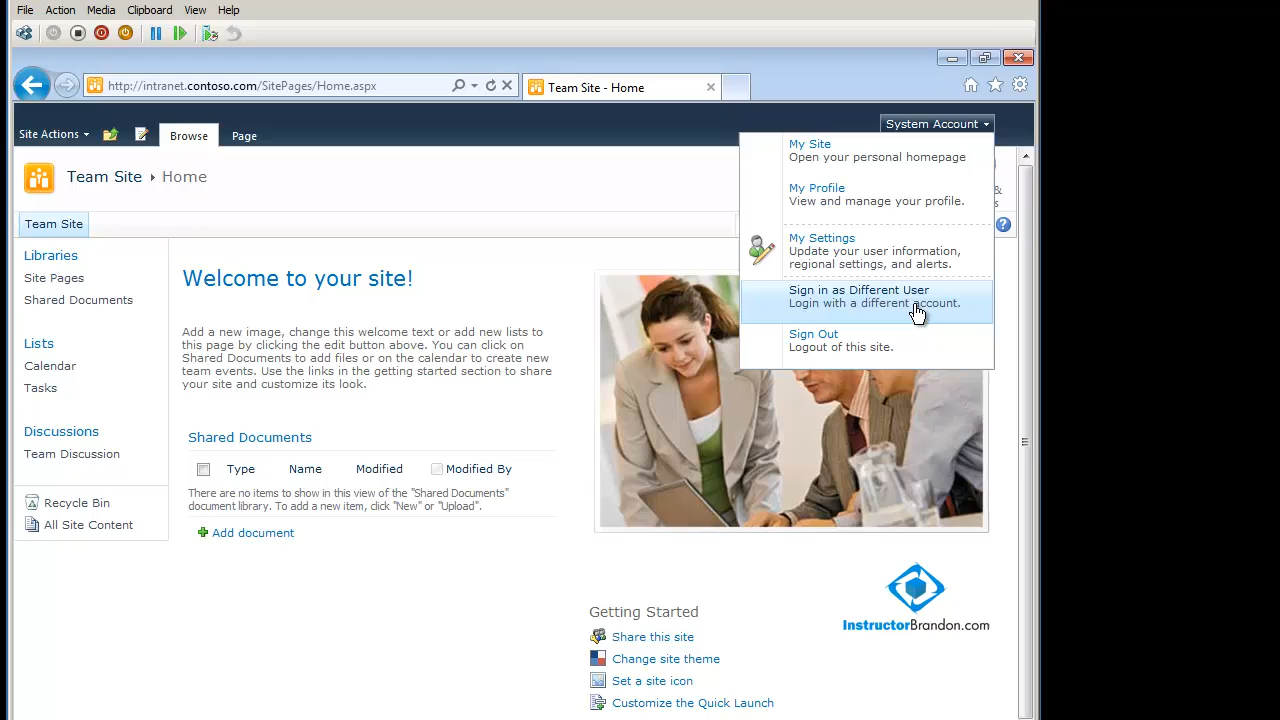 File Action Media Clipboard View Help
http://intranet.contoso.com/SitePages/Home.aspx
Team Site - Home
Site Actions
Browse
Page
System Account
My Site
Open your personal homepage
My Profile
View and manage your profile.
My Settings
Update your user information,
regional settings, and alerts.
Sign in as Different User
Login with a different account.
Sign Out
Logout of this site.
Team Site Home
&
s
Team Site
Libraries
Site Pages
Shared Documents
Lists
Calendar
Tasks
Discussions
Team Discussion
Recycle Bin
All Site Content
Welcome to your site!
Add a new image, change this welcome text or add new lists to
this page by clicking the edit button above. You can click on
Shared Documents to add files or on the calendar to create new
team events. Use the links in the getting started section to share
your site and customize its look.
Shared Documents
Type Name Modified Modified By
There are no items to show in this view of the "Shared Documents"
document library. To add a new item, click "New" or "Upload".
Add document
InstructorBrandon.com
Getting Started
Share this site
Change site theme
Set a site icon
Customize the Quick Launch